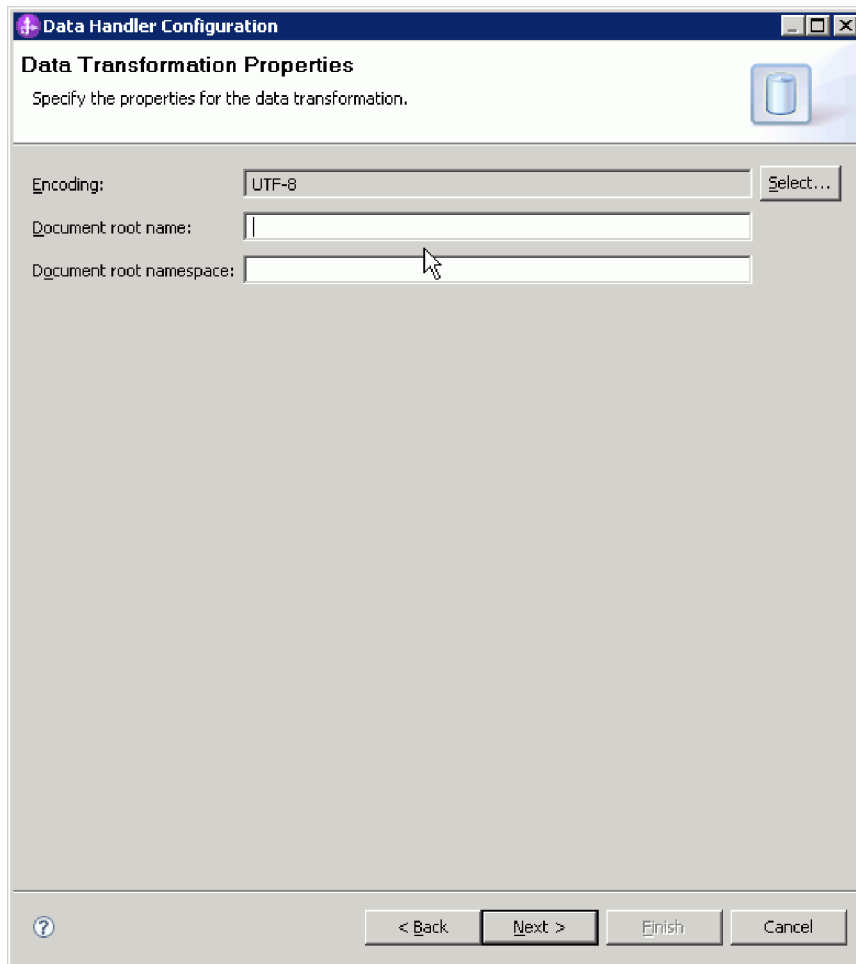 Data Handler Configuration
Data Transformation Properties
Specify the properties for the data transformation.
Encoding: UTF-8 Select...
Document root name:
Document root namespace:
? < Back Next > Finish Cancel